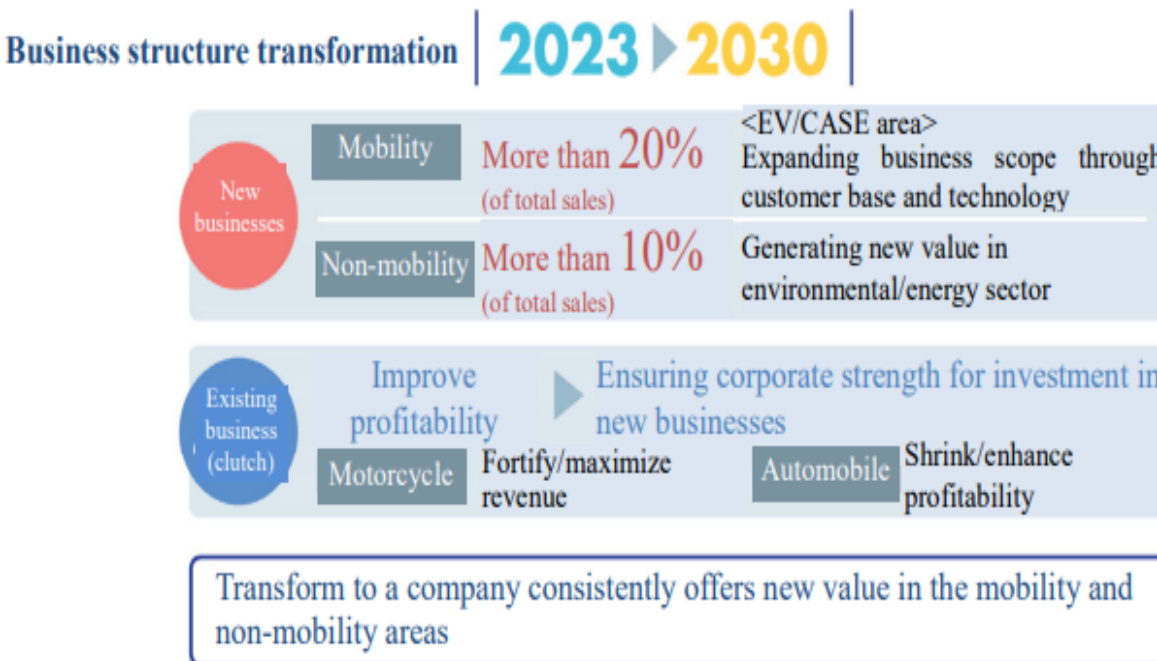 Business structure transformation 2023 2030
New businesses
Mobility
More than 20%
(of total sales)
<EV/CASE area>
Expanding business scope through
customer base and technology
Non-mobility
More than 10%
(of total sales)
Generating new value in
environmental/energy sector
Existing
business
(clutch)
Improve
profitability
Ensuring corporate strength for investment in
new businesses
Motorcycle
Fortify/maximize
revenue
Automobile
Shrink/enhance
profitability
Transform to a company consistently offers new value in the mobility and
non-mobility areas